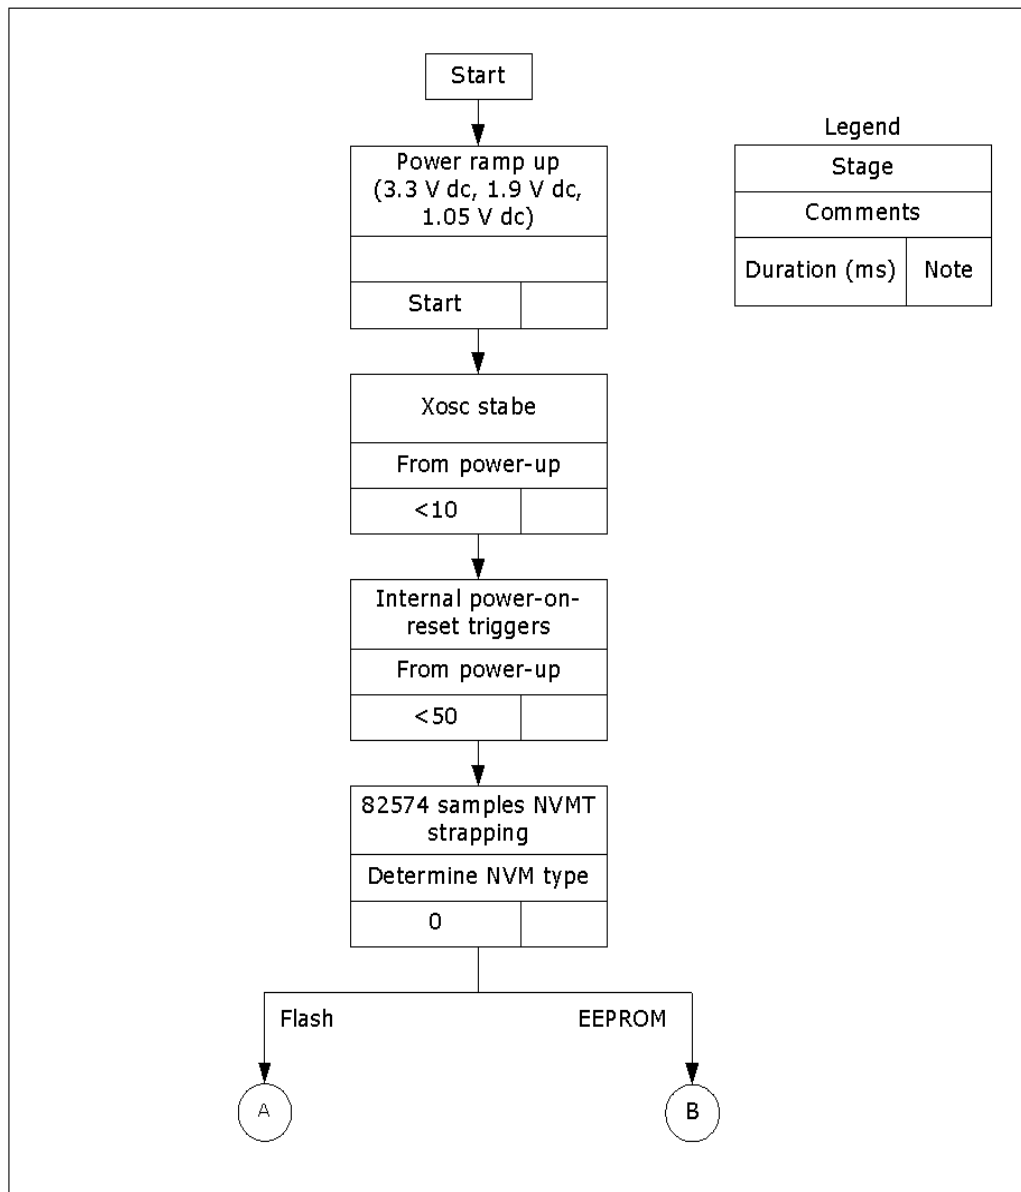 Start
Legend
Power ramp up
(3.3 V dc, 1.9 V dc,
1.05 V dc)
Start
Stage
Comments
Duration (ms)
Note
Xosc stabe
From power-up
<10
Internal power-on-
reset triggers
From power-up
<50
82574 samples NVMT
strapping
Determine NVM type
0
Flash
EEPROM
A
B